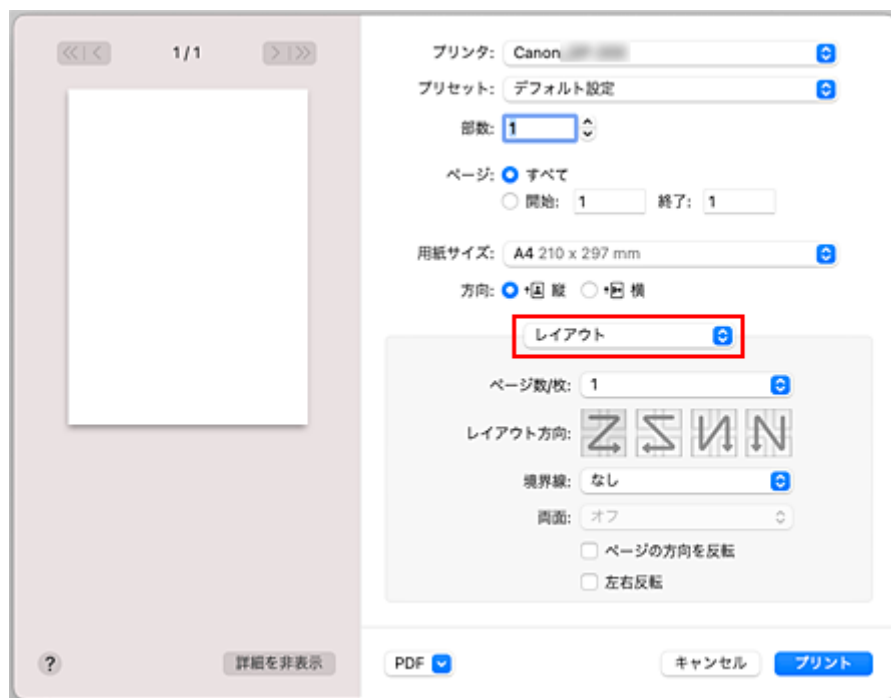 1/1
プリンタ: Canon
プリセット: デフォルト設定
部数: 1
ページ: すべて
開始: 1 終了: 1
用紙サイズ: A4 210 x 297 mm
方向: 縦 横
レイアウト
ページ数/枚: 1
レイアウト方向:
境界線: なし
両面: オフ
ページの方向を反転
左右反転
? 詳細を非表示 PDF キャンセル プリント